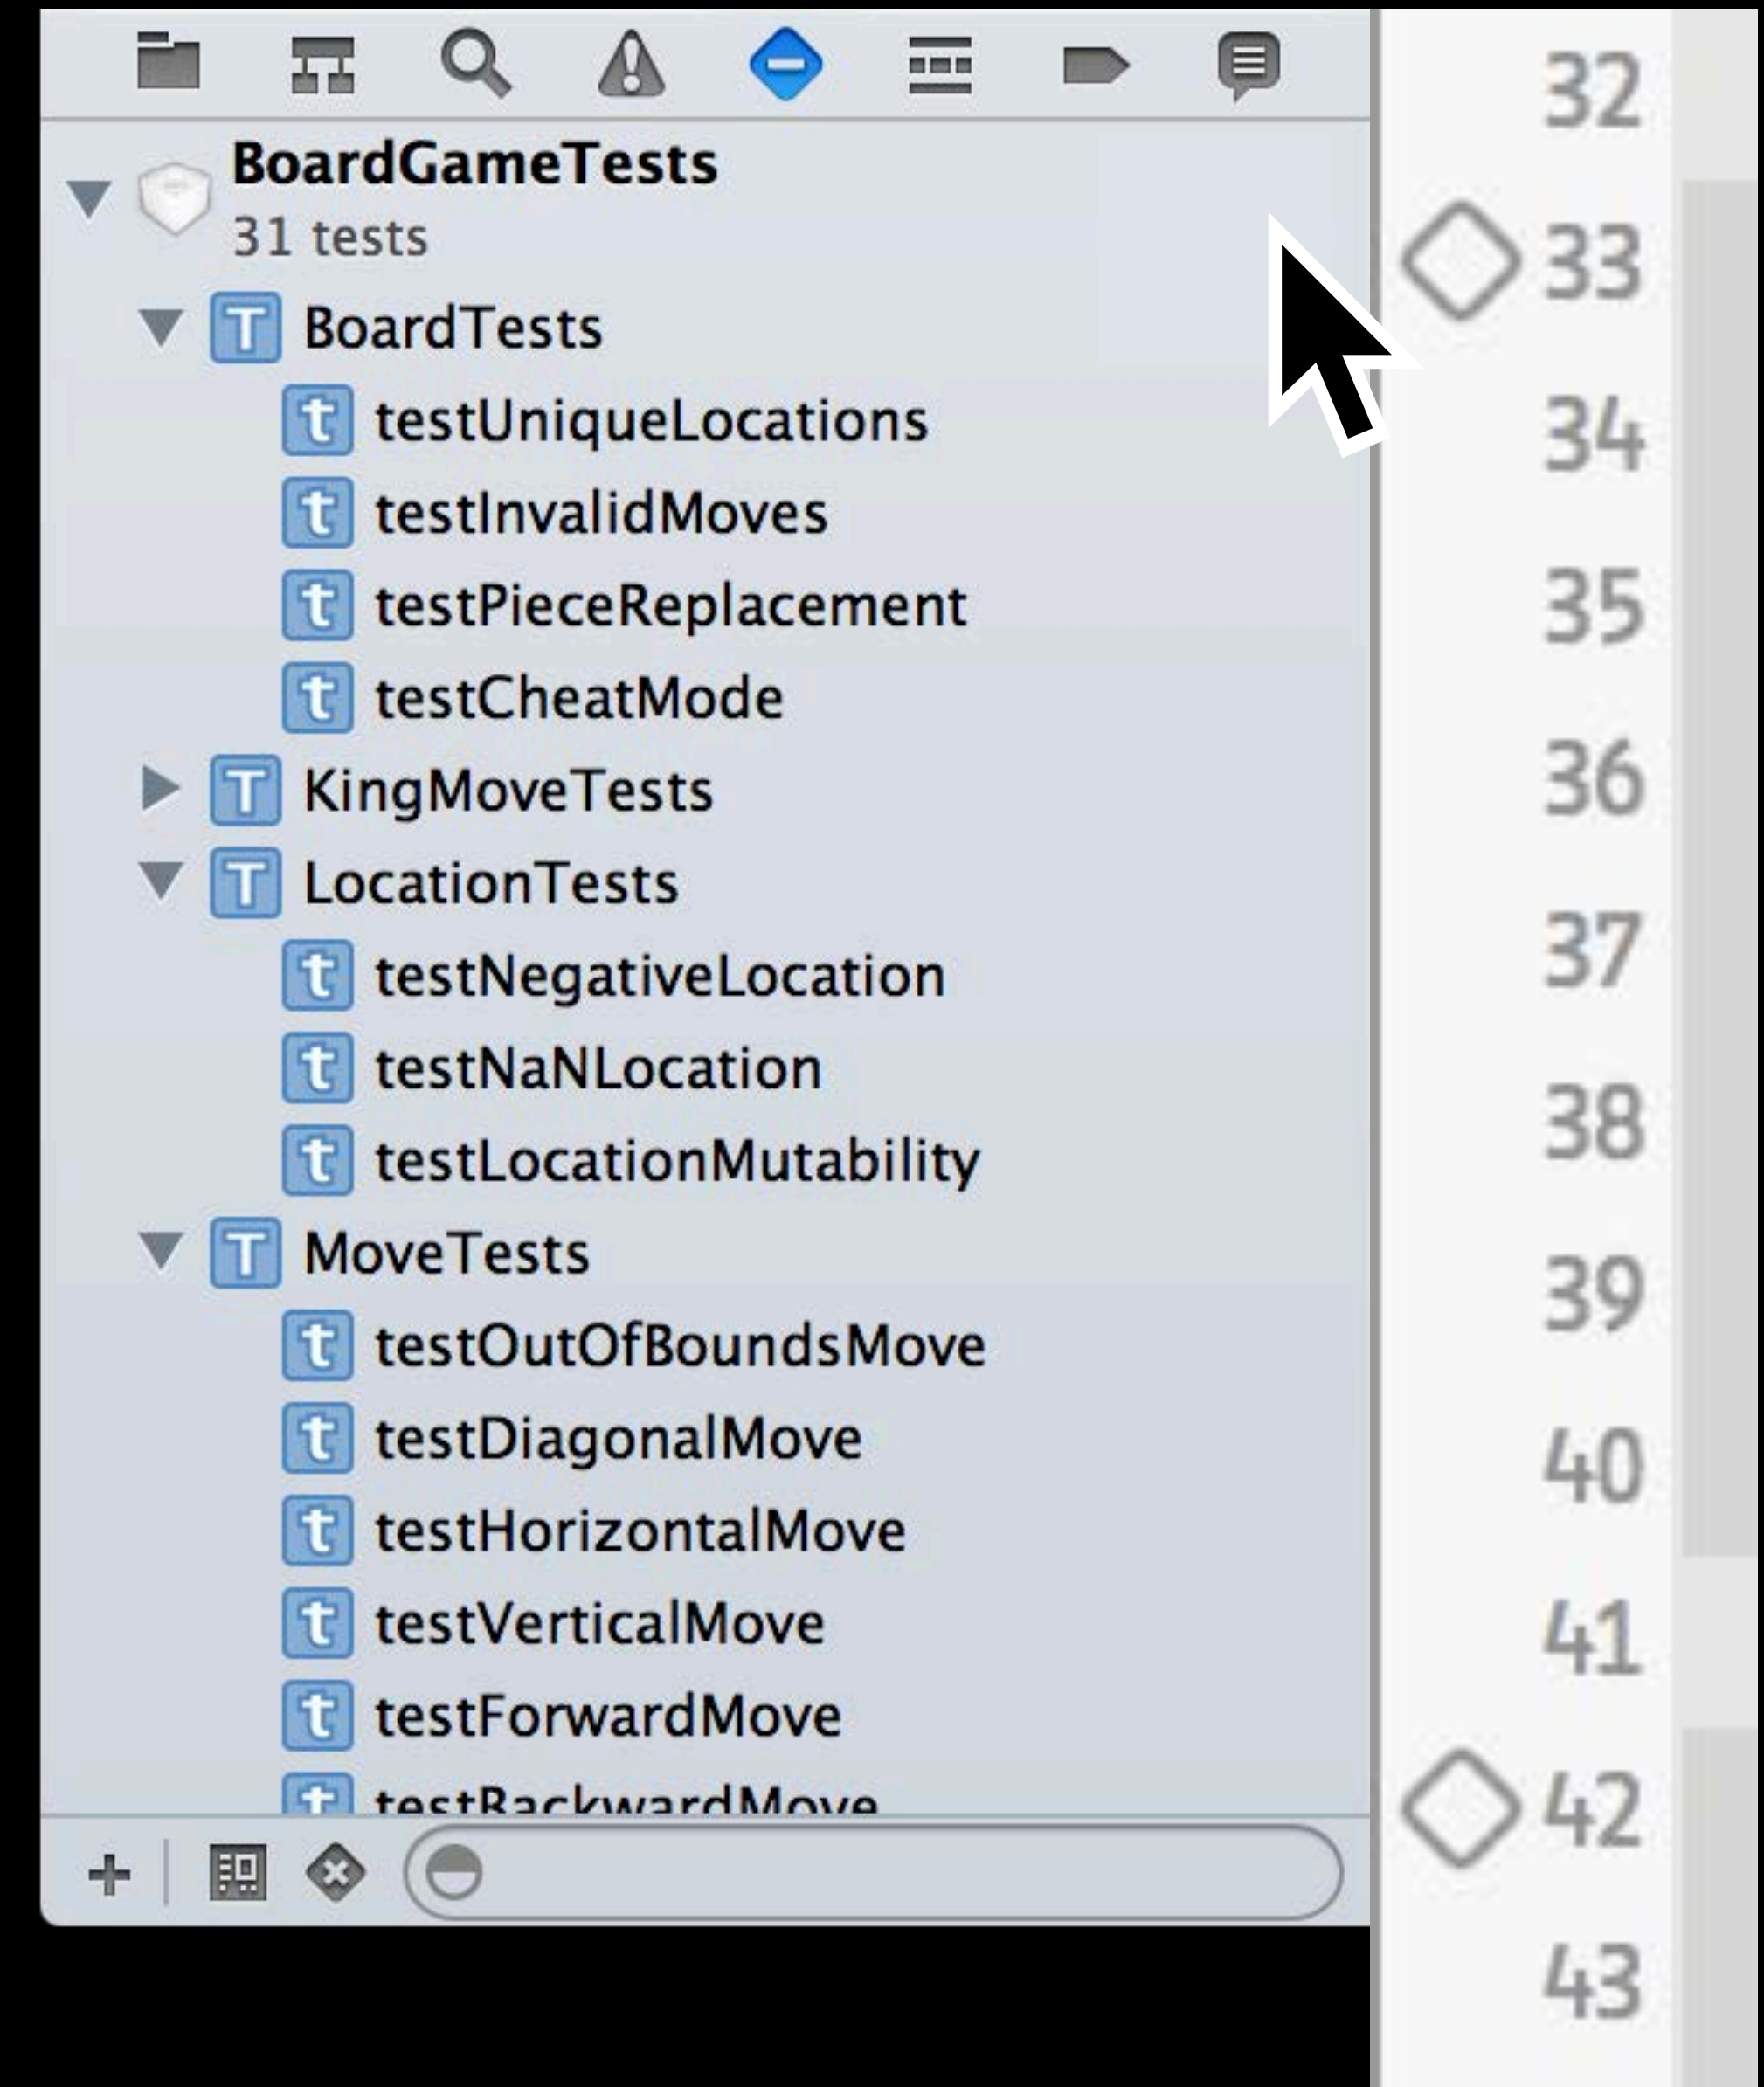 BoardGameTests
31 tests
T BoardTests
t testUniqueLocations
t testInvalidMoves
t testPieceReplacement
t testCheatMode
T KingMoveTests
T LocationTests
t testNegativeLocation
t testNaNLocation
t testLocationMutability
T MoveTests
t testOutOfBoundsMove
t testDiagonalMove
t testHorizontalMove
t testVerticalMove
t testForwardMove
t testBackwardMove
32
33
34
35
36
37
38
39
40
41
42
43